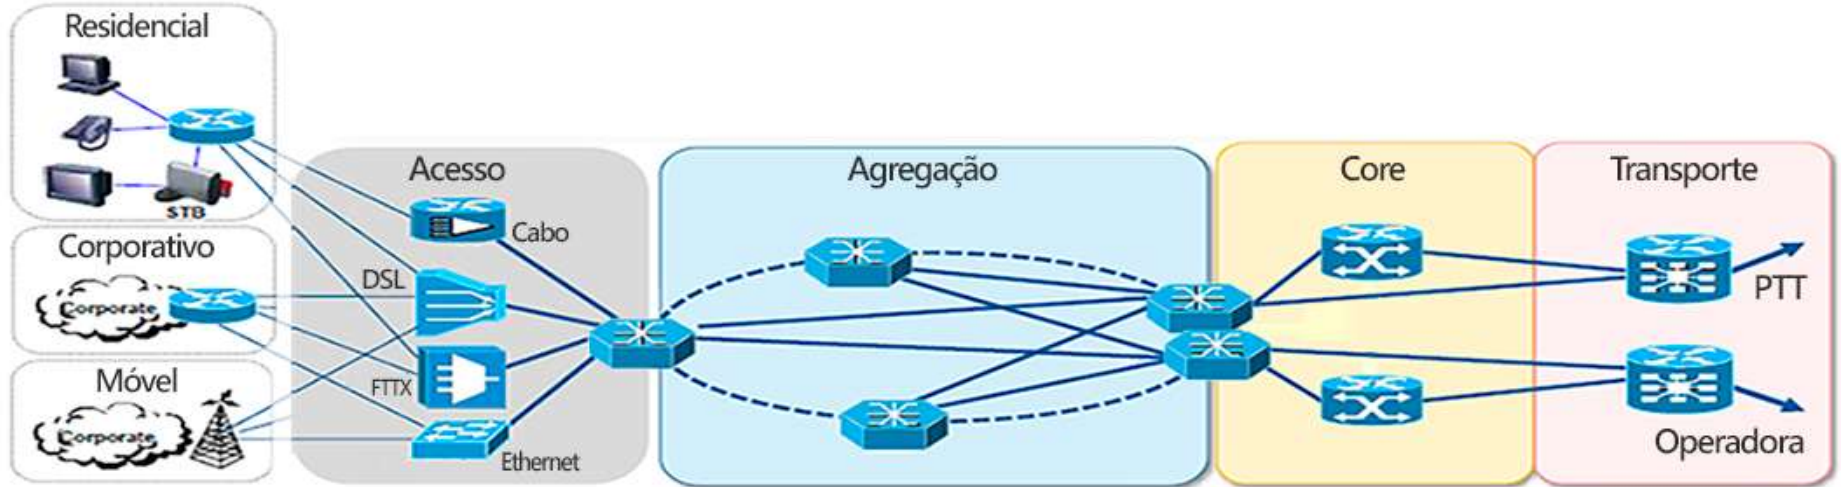 Residencial
STB
Corporativo
Corporate
Móvel
Corporate
Acesso
Cabo
DSL
FTTX
Ethernet
Agregação
Core
Transporte
PTT
Operadora